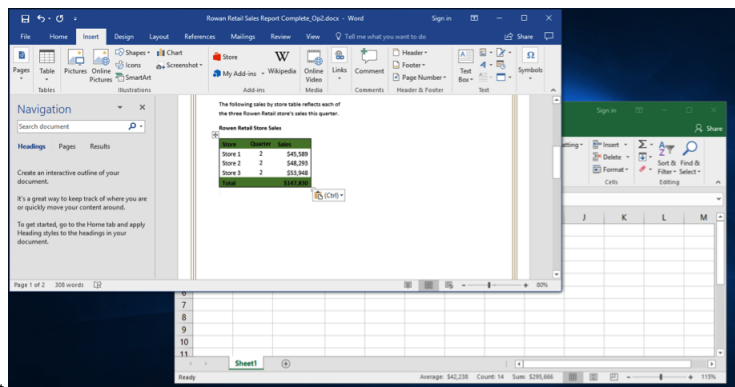 Rowan Retail Sales Report Complete_Op2.docx - Word
Sign in
File Home Insert Design Layout References Mailings Review View Tell me what you want to do Share
Pages
Table
Pictures
Online Pictures
Shapes
Icons
SmartArt
Chart
Screenshot
Store
My Add-ins
Wikipedia
Online Video
Links
Comment
Header
Footer
Page Number
Text Box
Symbols
Tables Illustrations Add-ins Media Comments Header & Footer Text
Navigation
Search document
Headings Pages Results
Create an interactive outline of your
document.
It's a great way to keep track of where you are
or quickly move your content around.
To get started, go to the Home tab and apply
Heading styles to the headings in your
document.
The following sales by store table reflects each of
the three Rowan Retail store's sales this quarter.
Rowan Retail Store Sales
Store Quarter Sales
Store 1 2 $45,589
Store 2 2 $48,293
Store 3 2 $53,948
Total $147,830
(Ctrl)
Page 1 of 2 308 words
80%
Sign in
Share
atting
Insert
Delete
Format
Sort & Filter
Find & Select
Cells Editing
J K L M
6
7
8
9
10
11
Sheet1
Ready
Average: $42,238 Count: 14 Sum: $295,666
115%